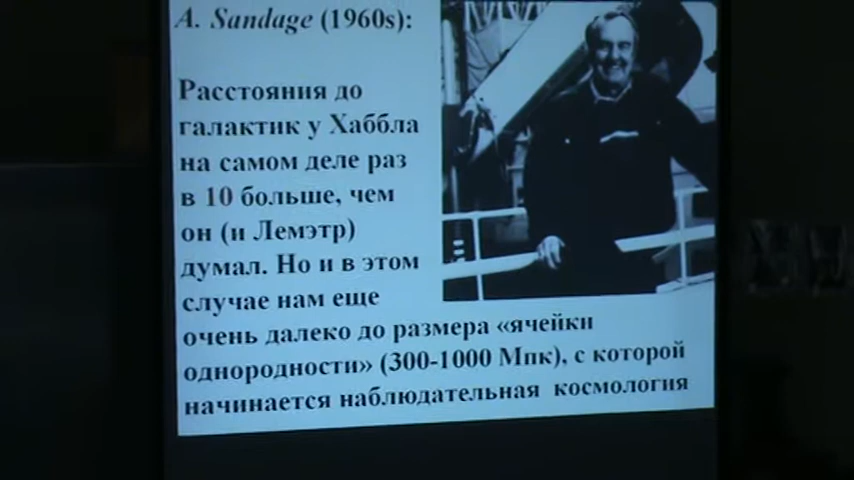 A. Sandage (1960s):
Расстояния до
галактик у Хаббла
на самом деле раз
в 10 больше, чем
он (и Лемэтр)
думал. Но и в этом
случае нам еще
очень далеко до размера «ячейки
однородности» (300-1000 Мпк), с которой
начинается наблюдательная космология